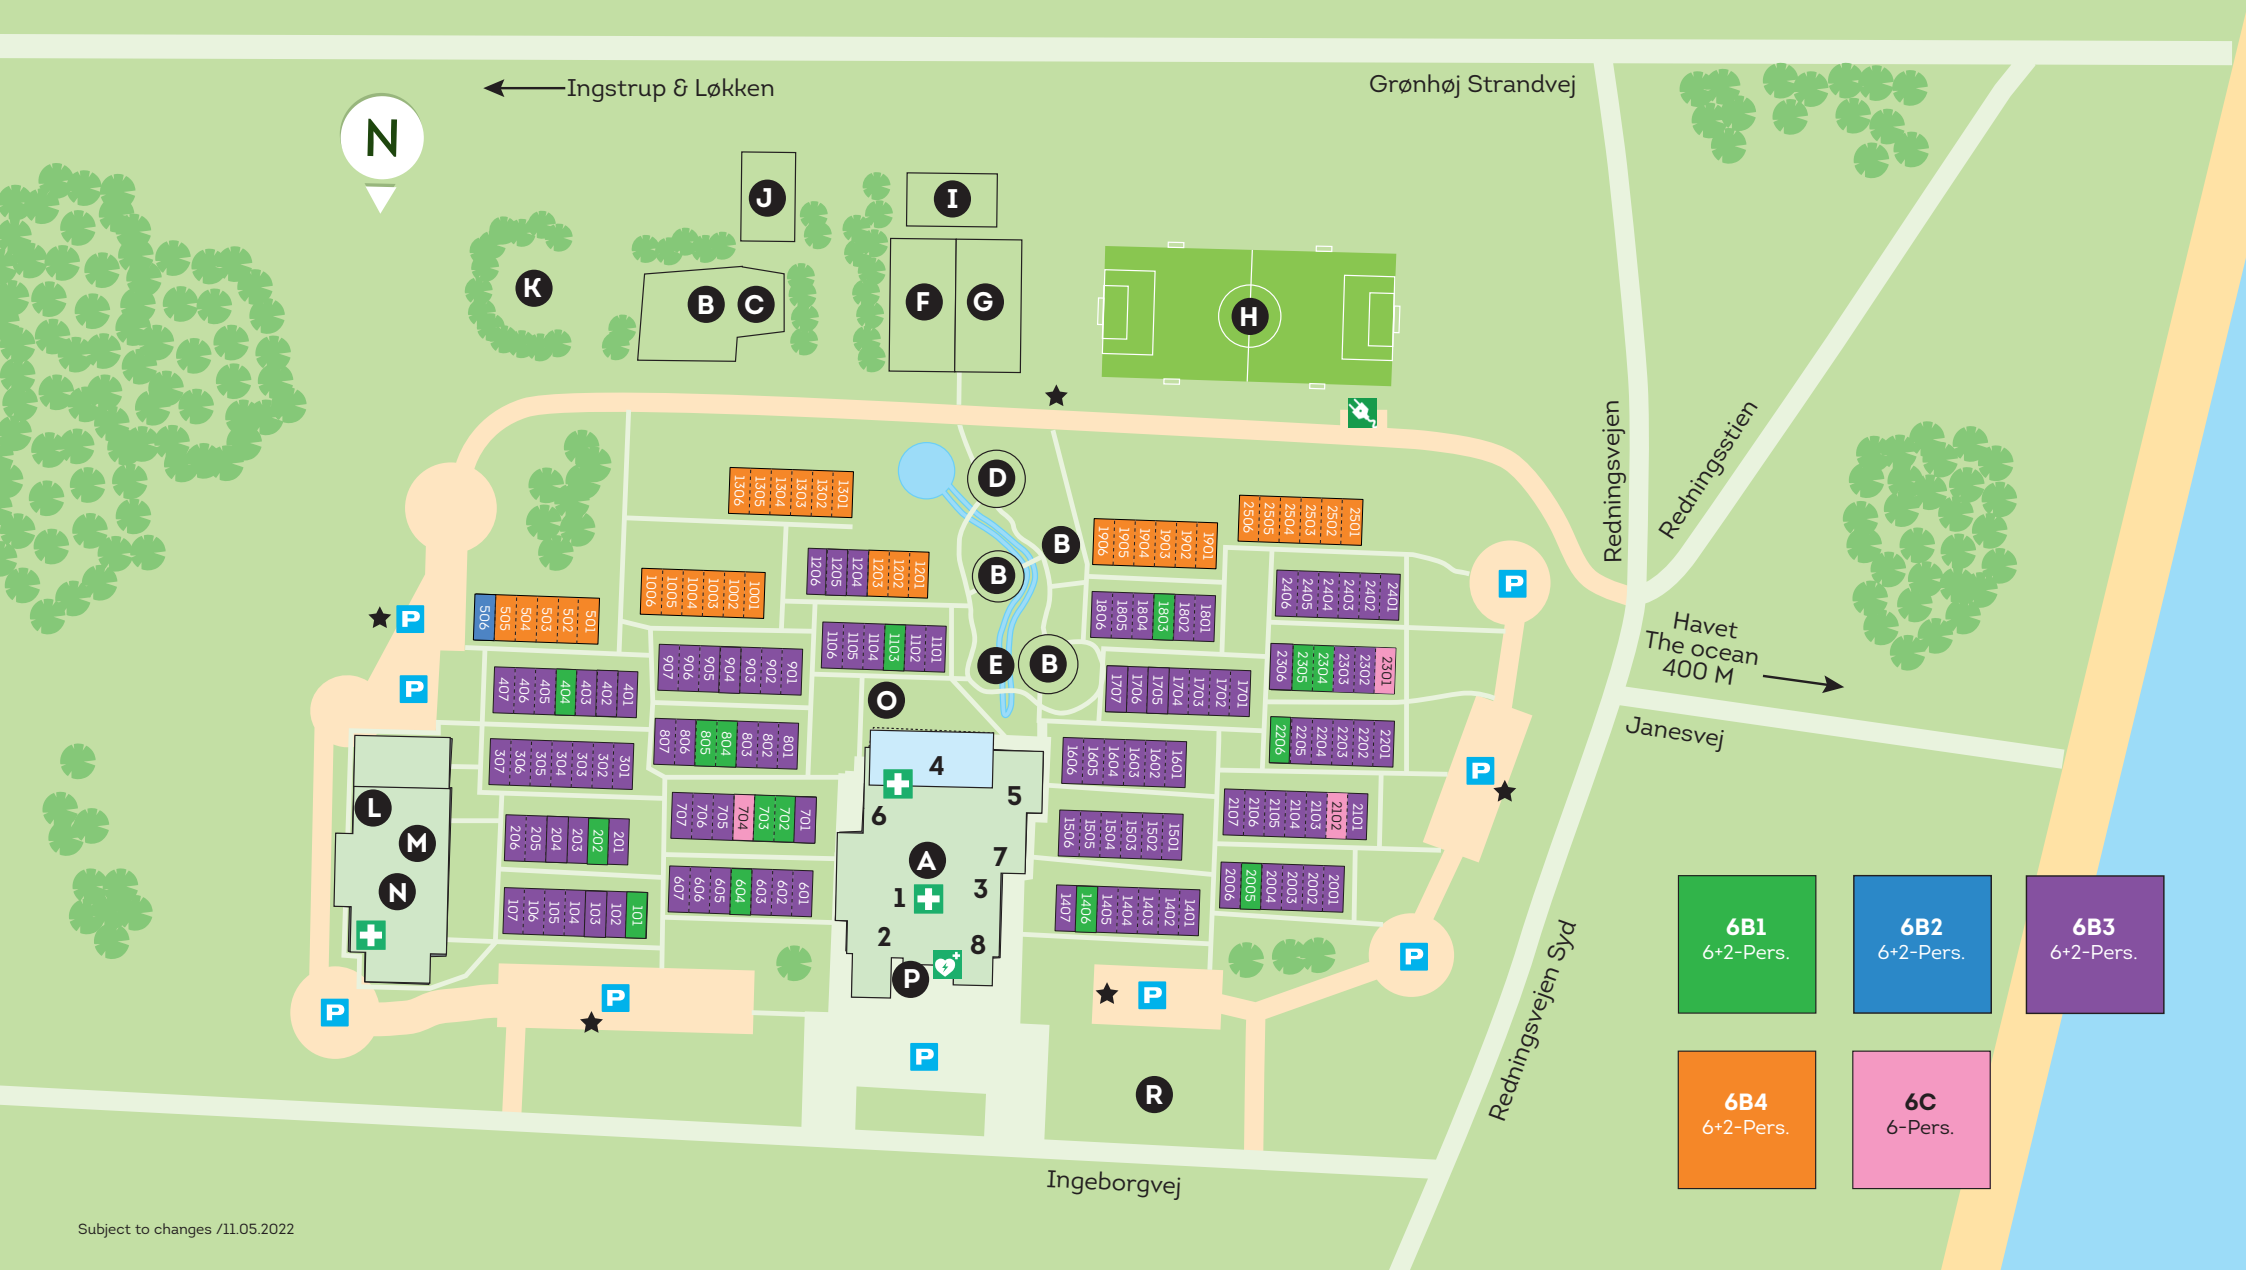 Ingstrup & Løkken
Grønhøj Strandvej
N
J
I
K
B
C
F
G
H
Redningsvejen
Redningsstien
D
B
B
E
B
O
1306 1305 1304 1303 1302 1301
1206 1205 1204 1203 1202 1201
1006 1005 1004 1003 1002 1001
506 505 504 503 502 501
1106 1105 1104 1103 1102 1101
907 906 905 904 903 902 901
407 406 405 404 403 402 401
807 806 805 804 803 802 801
307 306 305 304 303 302 301
707 706 705 704 703 702 701
206 205 204 203 202 201
607 606 605 604 603 602 601
107 106 105 104 103 102 101
2506 2505 2504 2503 2502 2501
1906 1905 1904 1903 1902 1901
2406 2405 2404 2403 2402 2401
1806 1805 1804 1803 1802 1801
2306 2305 2304 2303 2302 2301
1707 1706 1705 1704 1703 1702 1701
2206 2205 2204 2203 2202 2201
1606 1605 1604 1603 1602 1601
2107 2106 2105 2104 2103 2102 2101
1506 1505 1504 1503 1502 1501
2006 2005 2004 2003 2002 2001
1407 1406 1405 1404 1403 1402 1401
P
P
P
P
P
P
P
P
P
Havet
The ocean
400 M
Janesvej
L
M
N
4
5
6
A
7
1
3
2
8
P
R
Redningsvejen Syd
Ingeborgvej
6B1
6+2-Pers.
6B2
6+2-Pers.
6B3
6+2-Pers.
6B4
6+2-Pers.
6C
6-Pers.
Subject to changes /11.05.2022